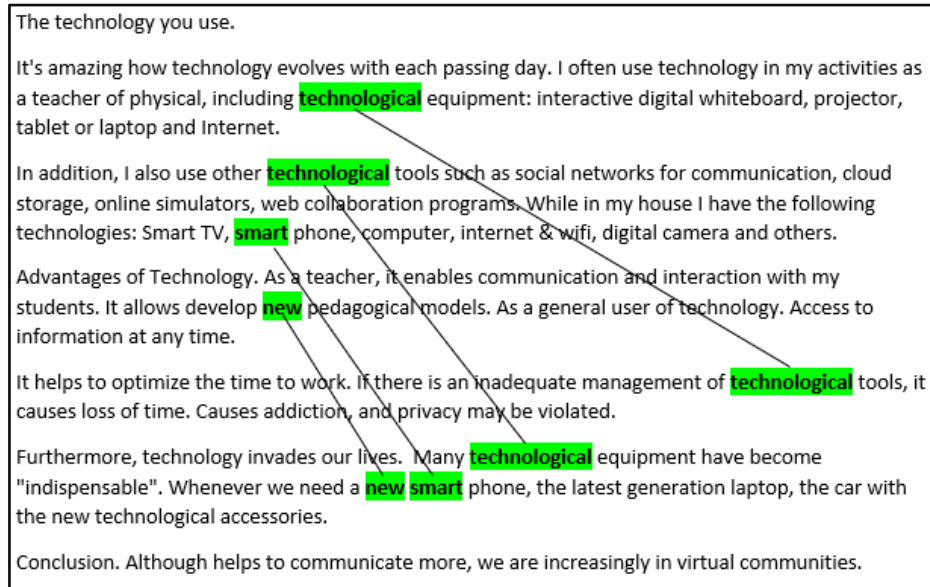 The technology you use.
It's amazing how technology evolves with each passing day. I often use technology in my activities as
a teacher of physical, including technological equipment: interactive digital whiteboard, projector,
tablet or laptop and Internet.
In addition, I also use other technological tools such as social networks for communication, cloud
storage, online simulators, web collaboration programs. While in my house I have the following
technologies: Smart TV, smart phone, computer, internet & wifi, digital camera and others.
Advantages of Technology. As a teacher, it enables communication and interaction with my
students. It allows develop new pedagogical models. As a general user of technology. Access to
information at any time.
It helps to optimize the time to work. If there is an inadequate management of technological tools, it
causes loss of time. Causes addiction, and privacy may be violated.
Furthermore, technology invades our lives.  Many technological equipment have become
"indispensable". Whenever we need a new smart phone, the latest generation laptop, the car with
the new technological accessories.
Conclusion. Although helps to communicate more, we are increasingly in virtual communities.